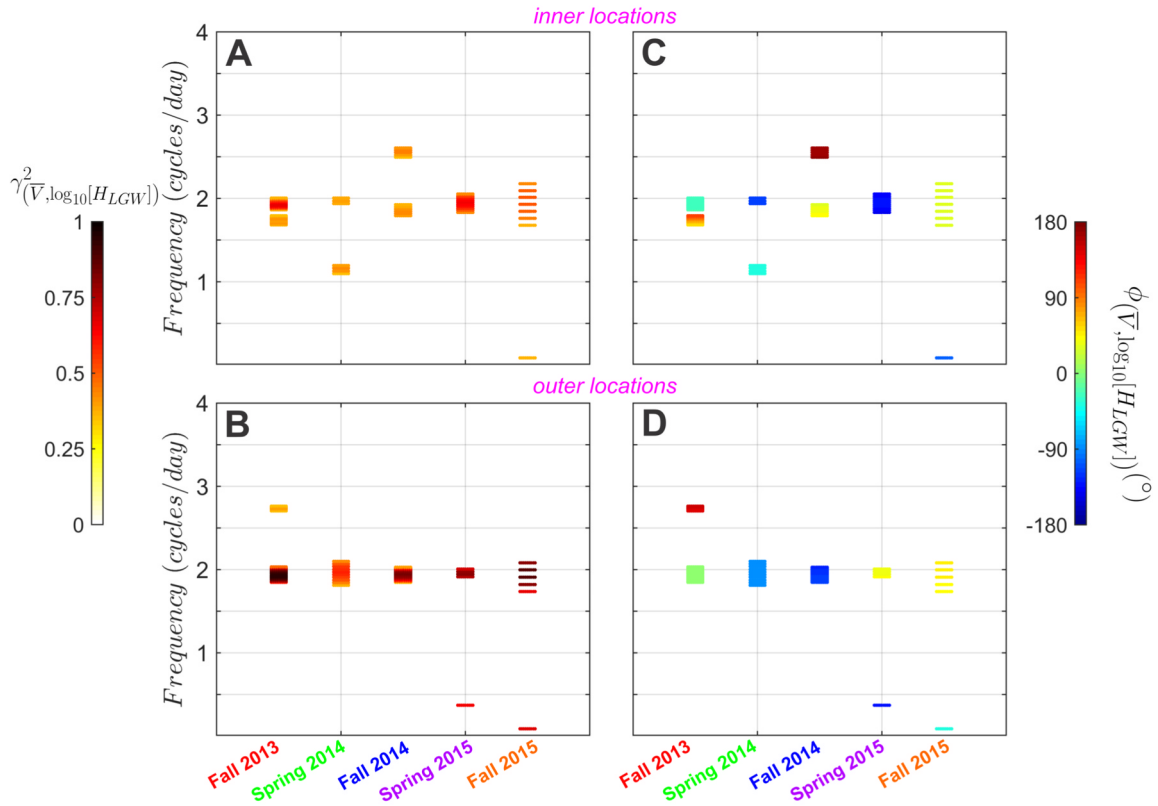 inner locations
A
C
Frequency (cycles/day)
4
3
2
1
γ²(V̅,log₁₀[H_LGW])
1
0.75
0.5
0.25
0
180
90
0
-90
-180
ϕ(V̅,log10[H_LGW])(°)
outer locations
B
D
Frequency (cycles/day)
4
3
2
1
Fall 2013
Spring 2014
Fall 2014
Spring 2015
Fall 2015
Fall 2013
Spring 2014
Fall 2014
Spring 2015
Fall 2015